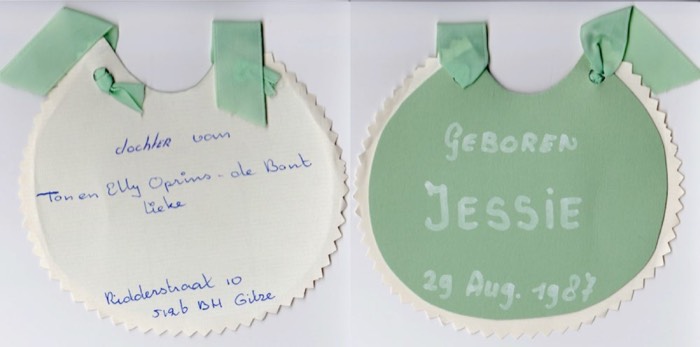 dochter van
Ton en Elly Oprins - de Bont
Lieke
Ridderstraat 10
5126 BH Gilze
GEBOREN
JESSIE
29 Aug. 1987